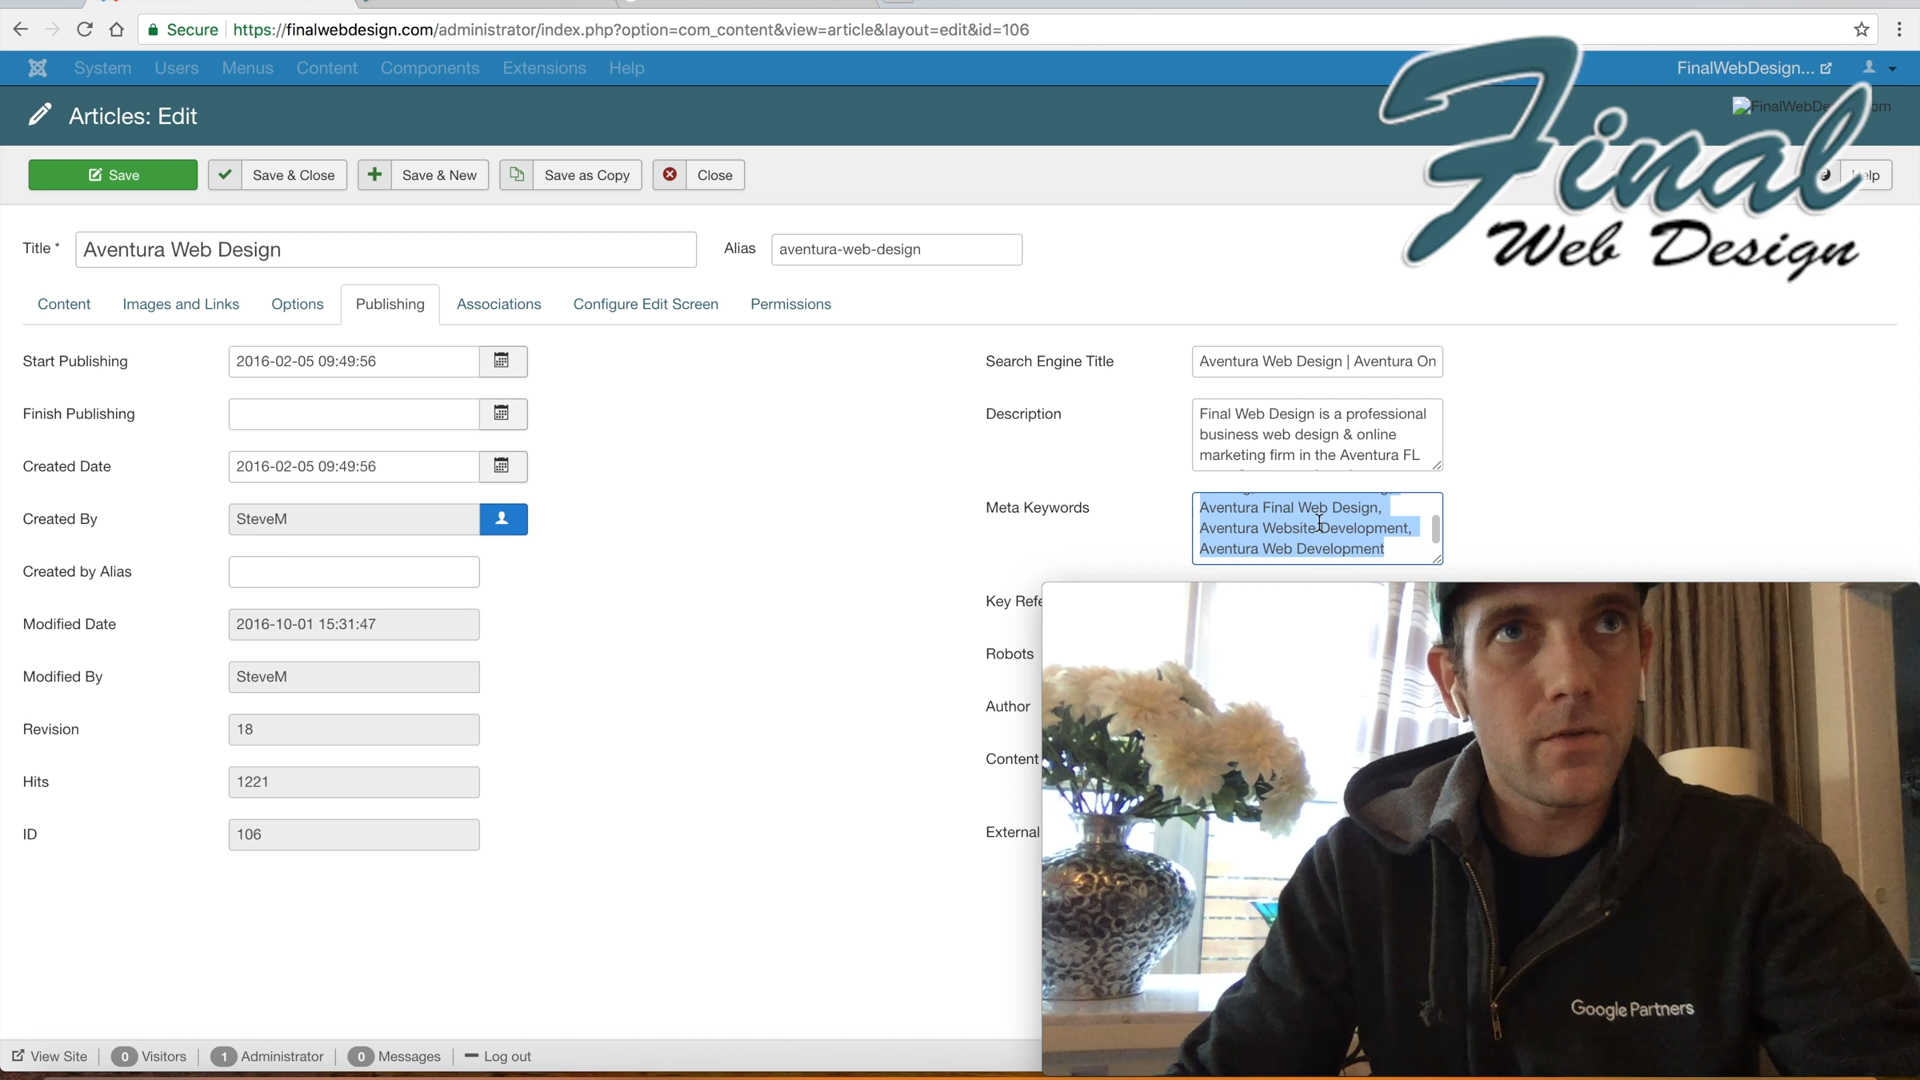 Secure https://finalwebdesign.com/administrator/index.php?option=com_content&view=article&layout=edit&id=106
System Users Menus Content Components Extensions Help FinalWebDesign...
Articles: Edit
Final
Web Design
Save Save & Close Save & New Save as Copy Close Help
Title * Aventura Web Design Alias aventura-web-design
Content Images and Links Options Publishing Associations Configure Edit Screen Permissions
Start Publishing 2016-02-05 09:49:56
Finish Publishing
Created Date 2016-02-05 09:49:56
Created By SteveM
Created by Alias
Modified Date 2016-10-01 15:31:47
Modified By SteveM
Revision 18
Hits 1221
ID 106
Search Engine Title Aventura Web Design | Aventura On
Description Final Web Design is a professional
business web design & online
marketing firm in the Aventura FL
Meta Keywords Aventura Final Web Design,
Aventura Website Development,
Aventura Web Development
Key Refe
Robots
Author
Content
External
Google Partners
View Site 0 Visitors 1 Administrator 0 Messages Log out